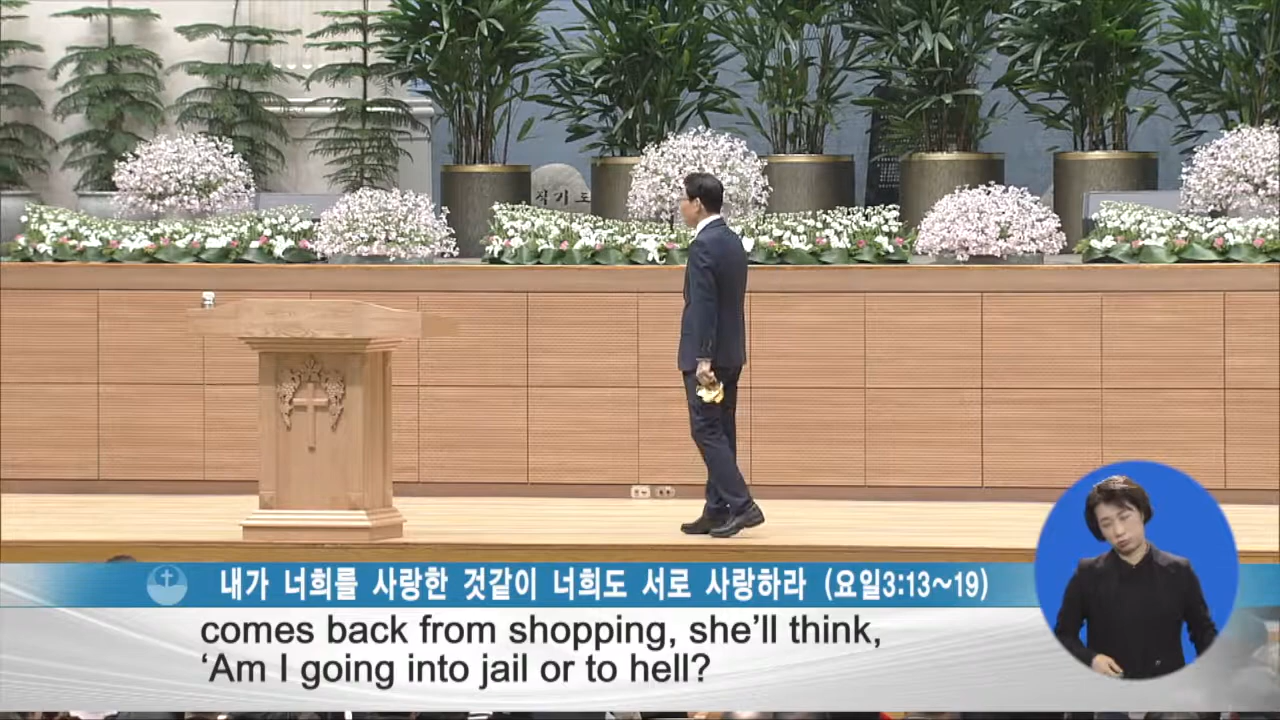 내가 너희를 사랑한 것같이 너희도 서로 사랑하라 (요일3:13~19)
comes back from shopping, she'll think,
‘Am I going into jail or to hell?